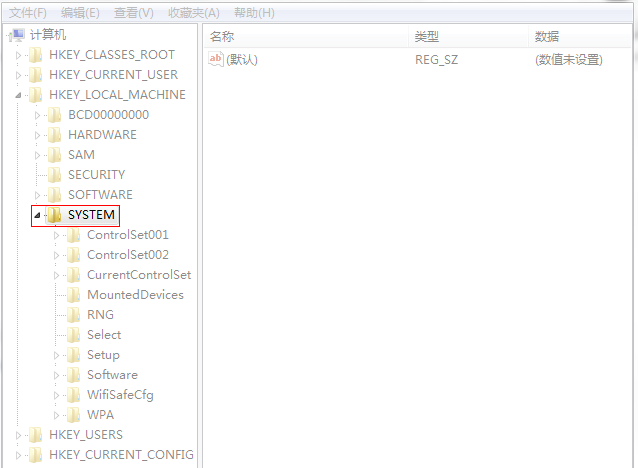 文件(F) 编辑(E) 查看(V) 收藏夹(A) 帮助(H)
计算机
HKEY_CLASSES_ROOT
HKEY_CURRENT_USER
HKEY_LOCAL_MACHINE
BCD00000000
HARDWARE
SAM
SECURITY
SOFTWARE
SYSTEM
ControlSet001
ControlSet002
CurrentControlSet
MountedDevices
RNG
Select
Setup
Software
WifiSafeCfg
WPA
HKEY_USERS
HKEY_CURRENT_CONFIG
名称 类型 数据
ab (默认) REG_SZ (数值未设置)